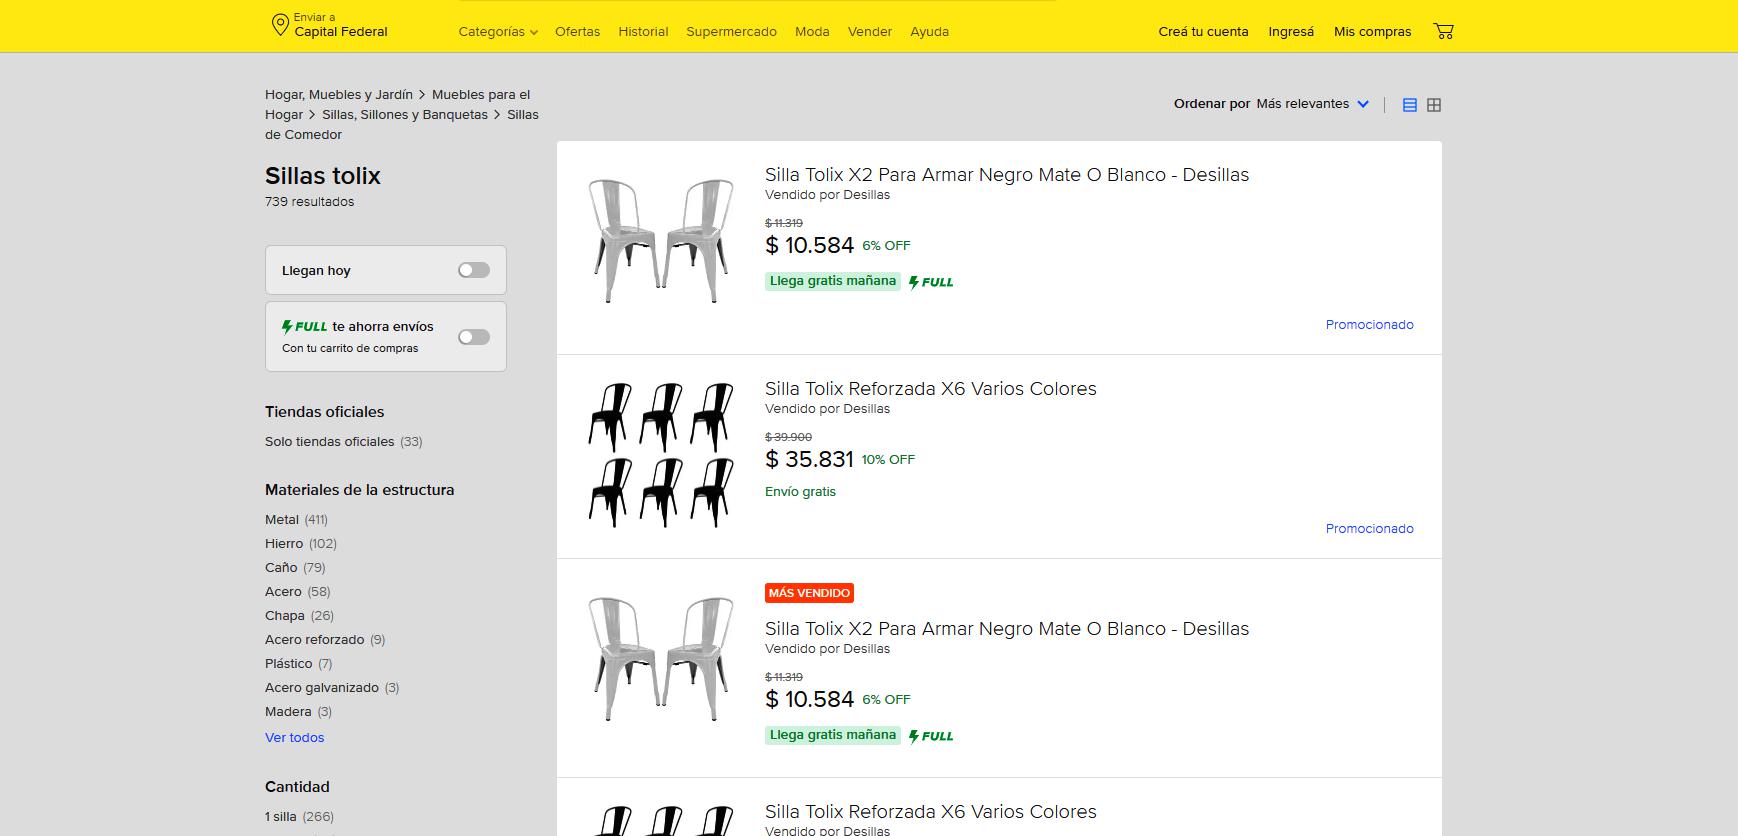 Enviar a
Capital Federal
Categorías Ofertas Historial Supermercado Moda Vender Ayuda
Creá tu cuenta Ingresá Mis compras
Hogar, Muebles y Jardín > Muebles para el
Hogar > Sillas, Sillones y Banquetas > Sillas
de Comedor
Sillas tolix
739 resultados
Llegan hoy
FULL te ahorra envíos
Con tu carrito de compras
Tiendas oficiales
Solo tiendas oficiales (33)
Materiales de la estructura
Metal (411)
Hierro (102)
Caño (79)
Acero (58)
Chapa (26)
Acero reforzado (9)
Plástico (7)
Acero galvanizado (3)
Madera (3)
Ver todos
Cantidad
1 silla (266)
Ordenar por Más relevantes
Silla Tolix X2 Para Armar Negro Mate O Blanco - Desillas
Vendido por Desillas
$ 11.319
$ 10.584 6% OFF
Llega gratis mañana FULL
Promocionado
Silla Tolix Reforzada X6 Varios Colores
Vendido por Desillas
$ 39.900
$ 35.831 10% OFF
Envío gratis
Promocionado
MÁS VENDIDO
Silla Tolix X2 Para Armar Negro Mate O Blanco - Desillas
Vendido por Desillas
$ 11.319
$ 10.584 6% OFF
Llega gratis mañana FULL
Silla Tolix Reforzada X6 Varios Colores
Vendido por Desillas